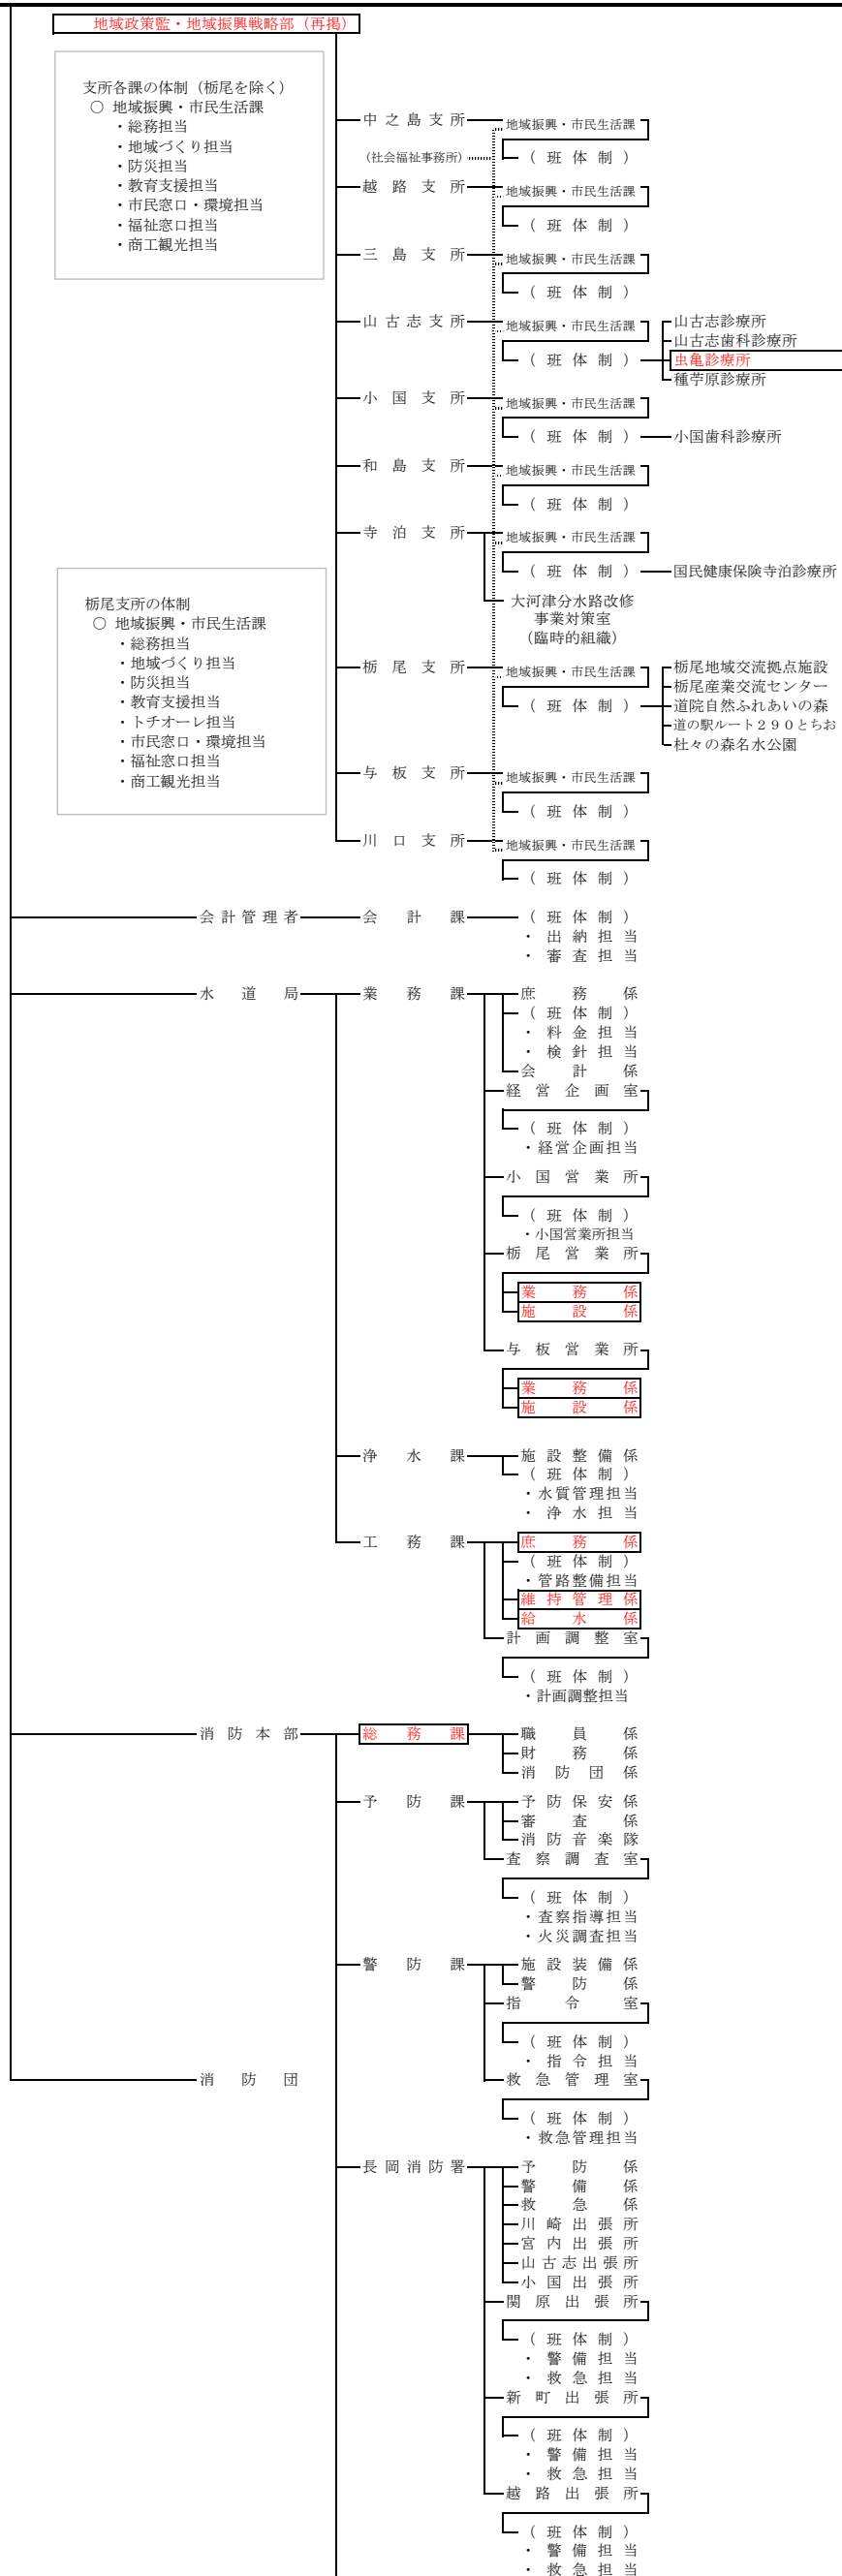 地域政策監・地域振興戦略部（再掲）
支所各課の体制（栃尾を除く）
○ 地域振興・市民生活課
・総務担当
・地域づくり担当
・防災担当
・教育支援担当
・市民窓口・環境担当
・福祉窓口担当
・商工観光担当
中之島支所 地域振興・市民生活課
（社会福祉事務所） （班体制）
越路支所 地域振興・市民生活課
（班体制）
三島支所 地域振興・市民生活課
（班体制）
山古志支所 地域振興・市民生活課 山古志診療所
山古志歯科診療所
（班体制） 虫亀診療所
種苧原診療所
小国支所 地域振興・市民生活課
（班体制） 小国歯科診療所
和島支所 地域振興・市民生活課
（班体制）
寺泊支所 地域振興・市民生活課
（班体制） 国民健康保険寺泊診療所
大河津分水路改修
事業対策室
（臨時的組織）
栃尾支所の体制
○ 地域振興・市民生活課
・総務担当
・地域づくり担当
・防災担当
・教育支援担当
・トチオーレ担当
・市民窓口・環境担当
・福祉窓口担当
・商工観光担当
栃尾支所 地域振興・市民生活課 栃尾地域交流拠点施設
栃尾産業交流センター
（班体制） 道院自然ふれあいの森
道の駅ルート２９０とちお
杜々の森名水公園
与板支所 地域振興・市民生活課
（班体制）
川口支所 地域振興・市民生活課
（班体制）
会計管理者 会計課 （班体制）
・出納担当
・審査担当
水道局 業務課 庶務係
（班体制）
・料金担当
・検針担当
会計係
経営企画室
（班体制）
・経営企画担当
小国営業所
（班体制）
・小国営業所担当
栃尾営業所
業務係
施設係
与板営業所
業務係
施設係
浄水課 施設整備係
（班体制）
・水質管理担当
・浄水担当
工務課 庶務係
（班体制）
・管路整備担当
維持管理係
給水係
計画調整室
（班体制）
・計画調整担当
消防本部 総務課 職員係
財務係
消防団係
予防課 予防保安係
審査係
消防音楽隊
査察調査室
（班体制）
・査察指導担当
・火災調査担当
警防課 施設装備係
警防係
指令室
（班体制）
・指令担当
消防団 救急管理室
（班体制）
・救急管理担当
長岡消防署 予防係
警備係
救急係
川崎出張所
宮内出張所
山古志出張所
小国出張所
関原出張所
（班体制）
・警備担当
・救急担当
新町出張所
（班体制）
・警備担当
・救急担当
越路出張所
（班体制）
・警備担当
・救急担当